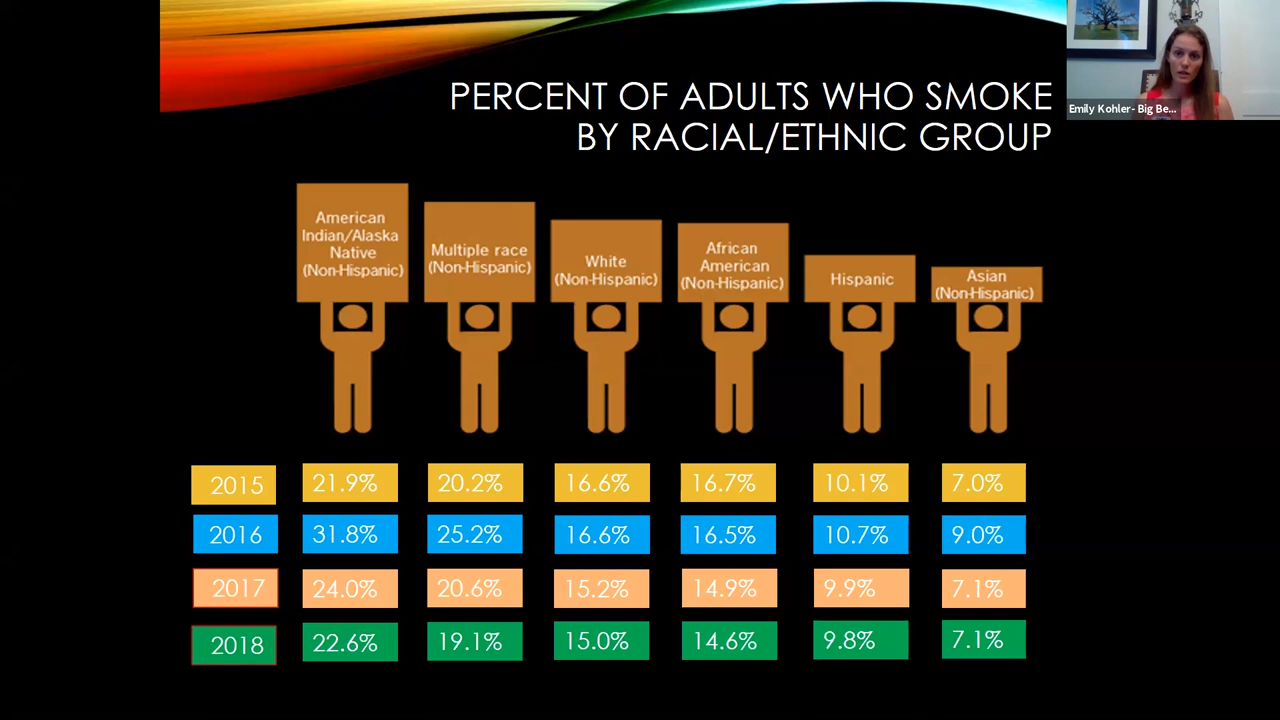 PERCENT OF ADULTS WHO SMOKE
BY RACIAL/ETHNIC GROUP
Emily Kohler- Big Be...
American
Indian/Alaska
Native
(Non-Hispanic)
Multiple race
(Non-Hispanic)
White
(Non-Hispanic)
African
American
(Non-Hispanic)
Hispanic
Asian
(Non-Hispanic)
2015 21.9% 20.2% 16.6% 16.7% 10.1% 7.0%
2016 31.8% 25.2% 16.6% 16.5% 10.7% 9.0%
2017 24.0% 20.6% 15.2% 14.9% 9.9% 7.1%
2018 22.6% 19.1% 15.0% 14.6% 9.8% 7.1%